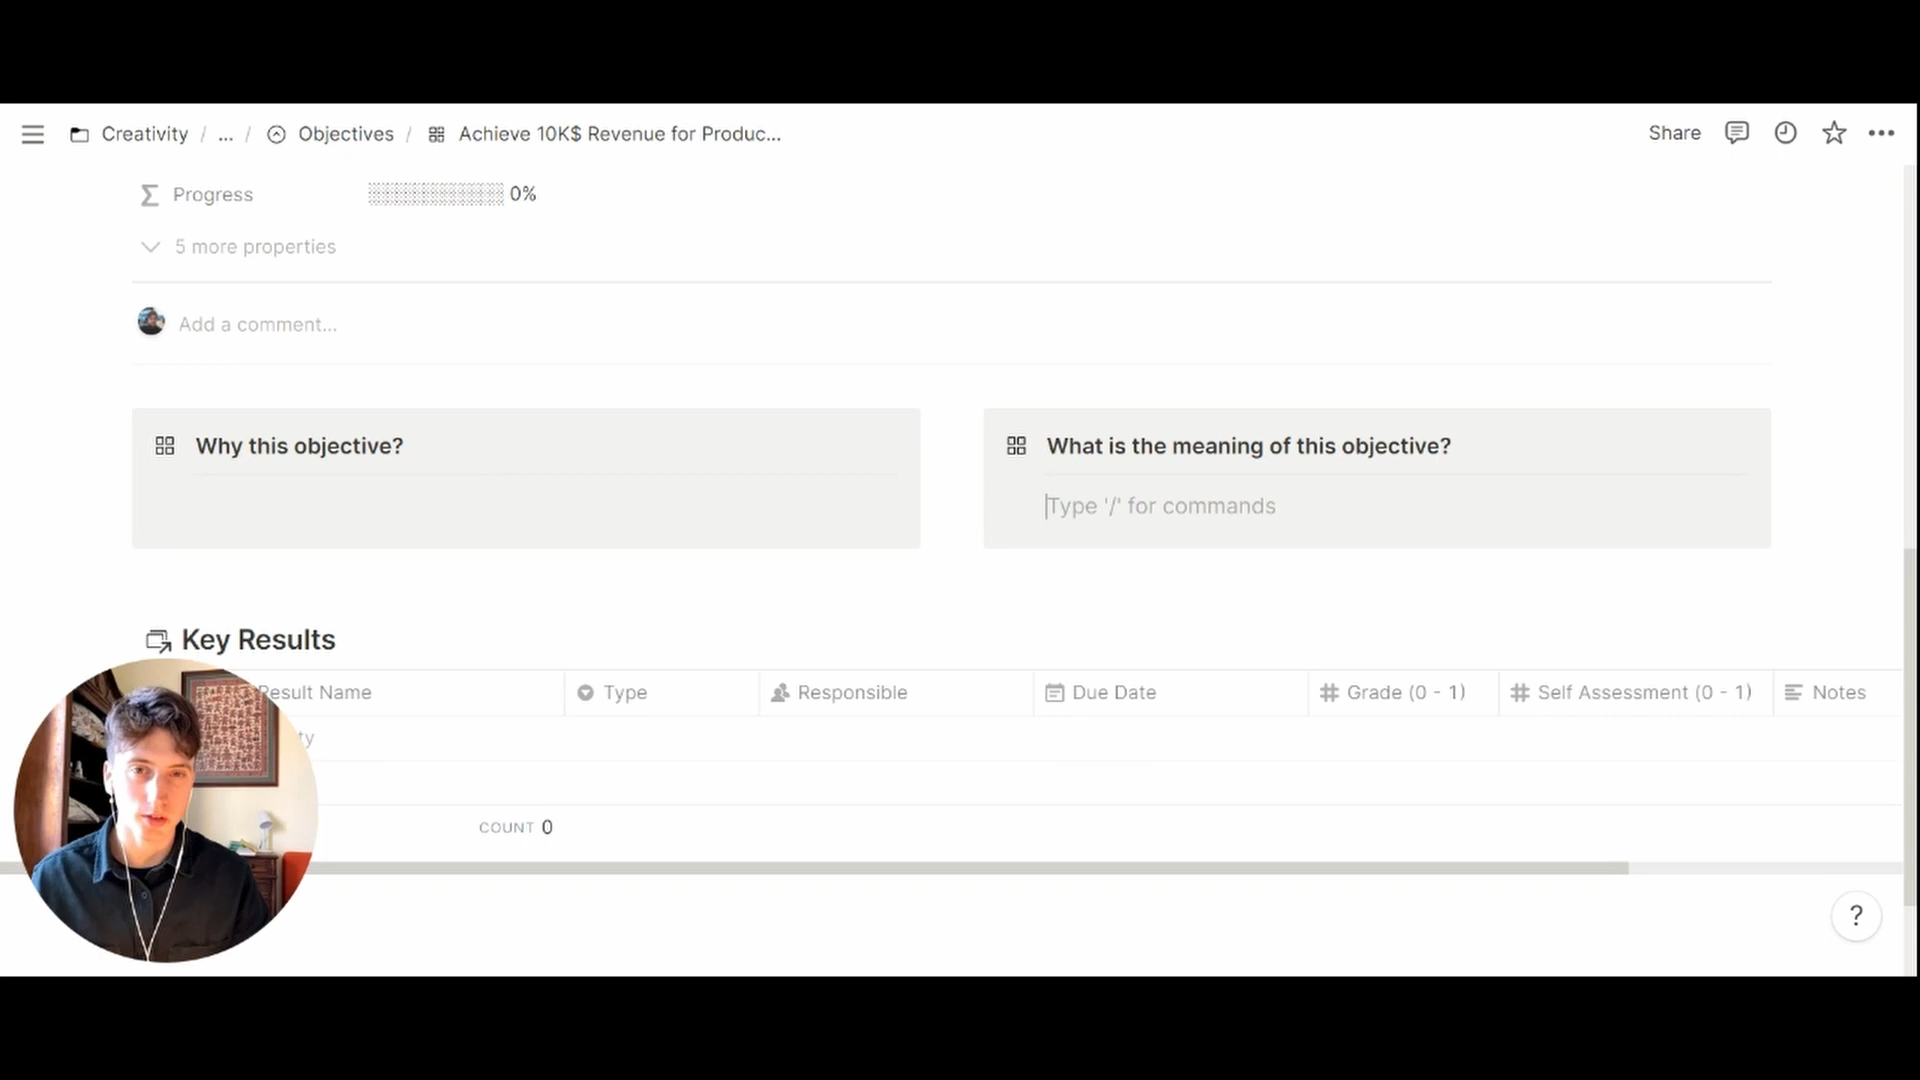 Creativity / ... / Objectives / Achieve 10K$ Revenue for Produc...
Share
Progress 0%
5 more properties
Add a comment...
Why this objective?
What is the meaning of this objective?
Type '/' for commands
Key Results
Result Name Type Responsible Due Date Grade (0 - 1) Self Assessment (0 - 1) Notes
COUNT 0
?